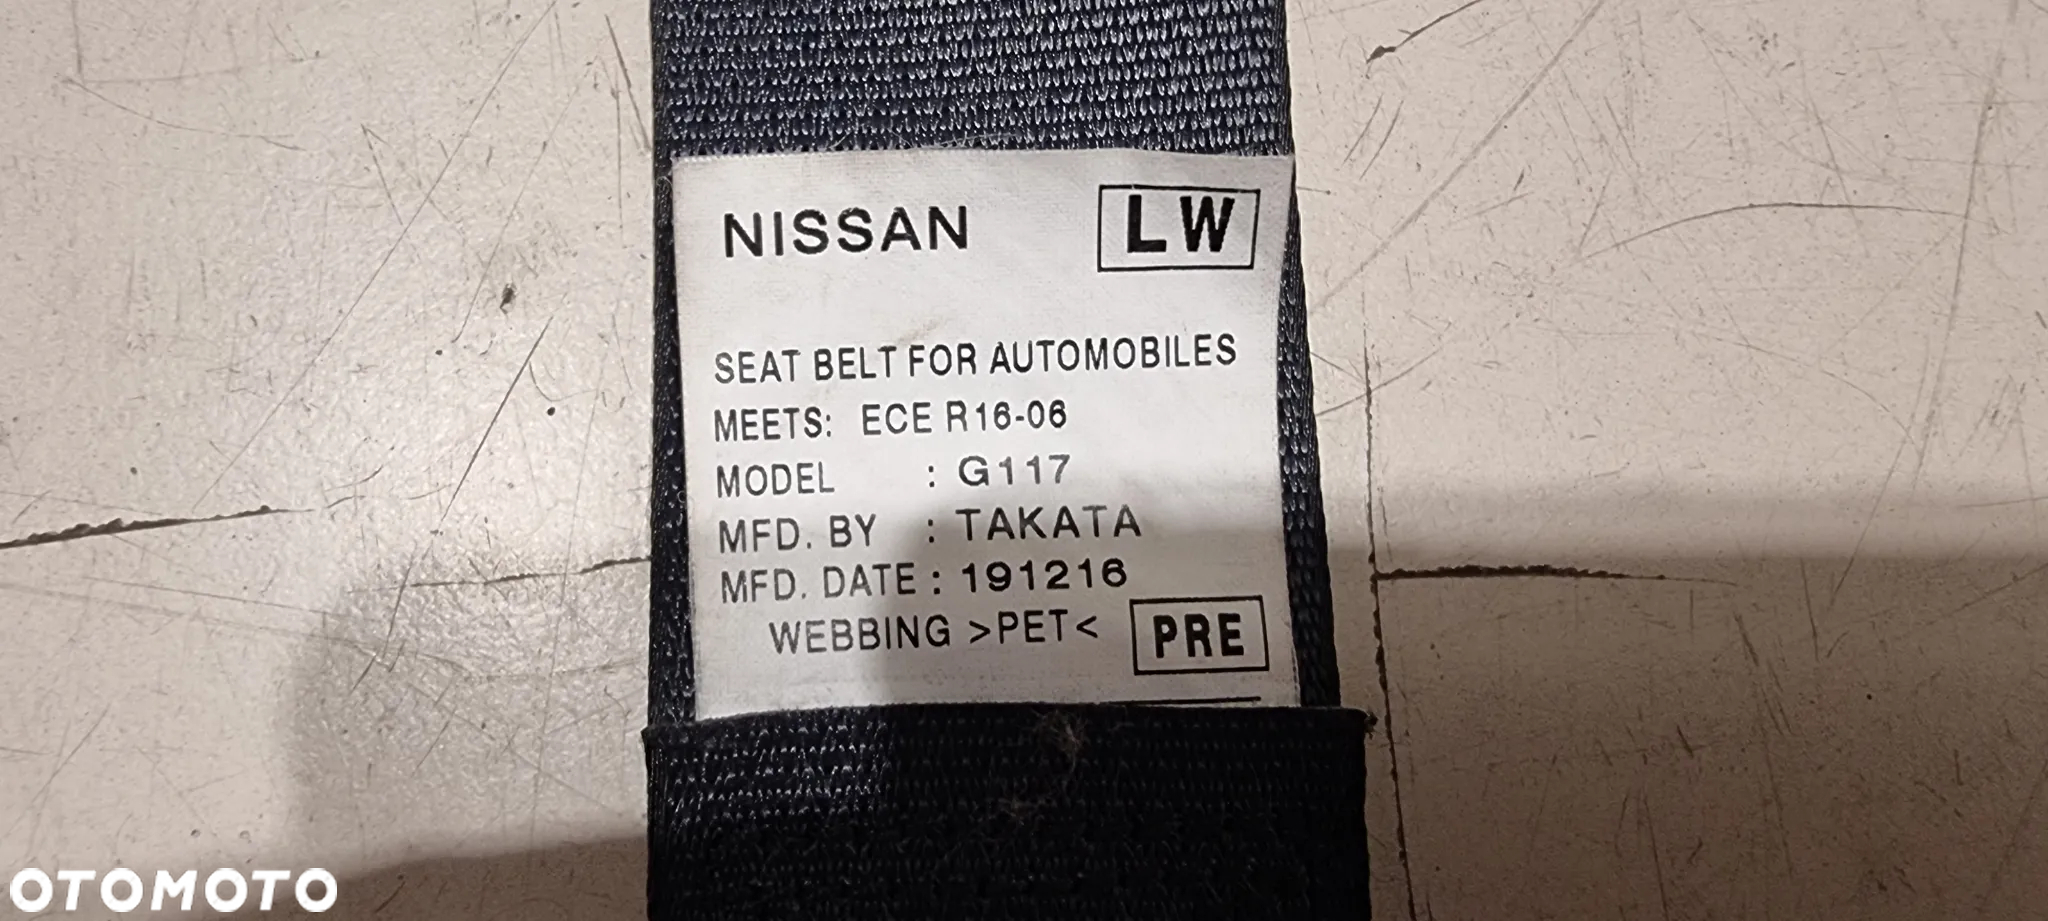 NISSAN LW
SEAT BELT FOR AUTOMOBILES
MEETS: ECE R16-06
MODEL : G117
MFD. BY : TAKATA
MFD. DATE : 191216
WEBBING >PET< PRE
OTOMOTO